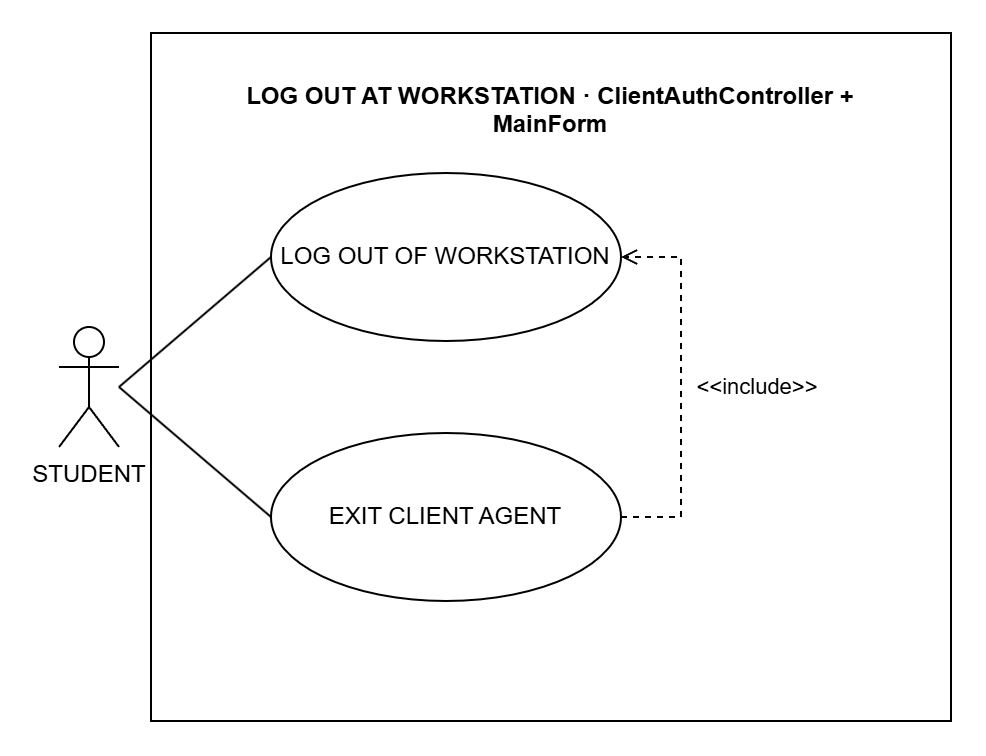 LOG OUT AT WORKSTATION · ClientAuthController +
MainForm
LOG OUT OF WORKSTATION
<<include>>
STUDENT
EXIT CLIENT AGENT